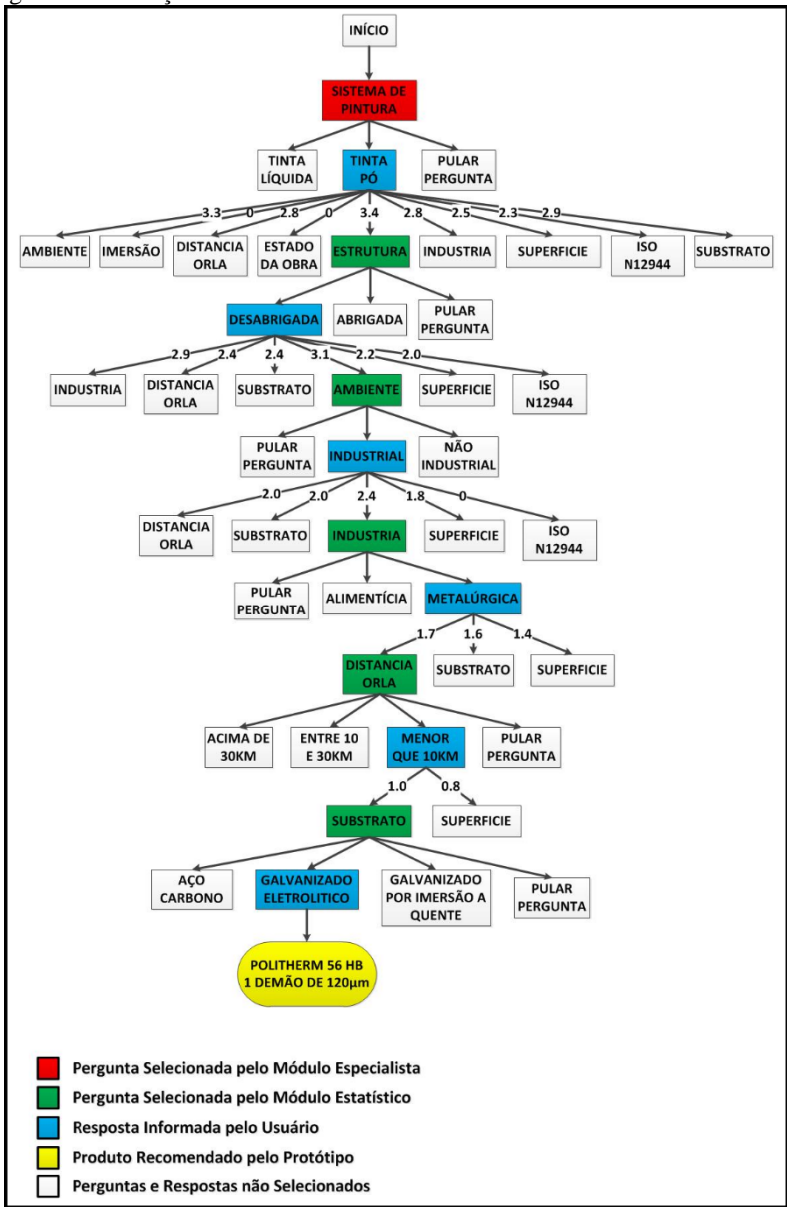 INÍCIO
SISTEMA DE
PINTURA
TINTA
LÍQUIDA
TINTA
PÓ
PULAR
PERGUNTA
3.3
0
2.8
0
3.4
2.8
2.5
2.3
2.9
AMBIENTE
IMERSÃO
DISTANCIA
ORLA
ESTADO
DA OBRA
ESTRUTURA
INDUSTRIA
SUPERFICIE
ISO
N12944
SUBSTRATO
DESABRIGADA
ABRIGADA
PULAR
PERGUNTA
2.9
2.4
2.4
3.1
2.2
2.0
INDUSTRIA
DISTANCIA
ORLA
SUBSTRATO
AMBIENTE
SUPERFICIE
ISO
N12944
PULAR
PERGUNTA
INDUSTRIAL
NÃO
INDUSTRIAL
2.0
2.0
2.4
1.8
0
DISTANCIA
ORLA
SUBSTRATO
INDUSTRIA
SUPERFICIE
ISO
N12944
PULAR
PERGUNTA
ALIMENTÍCIA
METALÚRGICA
1.7
1.6
1.4
DISTANCIA
ORLA
SUBSTRATO
SUPERFICIE
ACIMA DE
30KM
ENTRE 10
E 30KM
MENOR
QUE 10KM
PULAR
PERGUNTA
1.0
0.8
SUBSTRATO
SUPERFICIE
AÇO
CARBONO
GALVANIZADO
ELETROLITICO
GALVANIZADO
POR IMERSÃO A
QUENTE
PULAR
PERGUNTA
POLITHERM 56 HB
1 DEMÃO DE 120µm
Pergunta Selecionada pelo Módulo Especialista
Pergunta Selecionada pelo Módulo Estatístico
Resposta Informada pelo Usuário
Produto Recomendado pelo Protótipo
Perguntas e Respostas não Selecionados